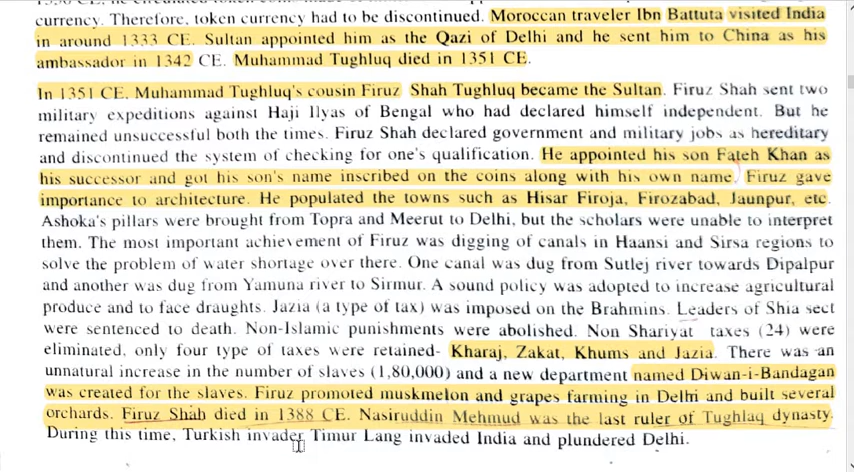 currency. Therefore, token currency had to be discontinued. Moroccan traveler Ibn Battuta visited India
in around 1333 CE. Sultan appointed him as the Qazi of Delhi and he sent him to China as his
ambassador in 1342 CE. Muhammad Tughluq died in 1351 CE.
In 1351 CE, Muhammad Tughluq's cousin Firuz Shah Tughluq became the Sultan. Firuz Shah sent two
military expeditions against Haji Ilyas of Bengal who had declared himself independent. But he
remained unsuccessful both the times. Firuz Shah declared government and military jobs as hereditary
and discontinued the system of checking for one's qualification. He appointed his son Fateh Khan as
his successor and got his son's name inscribed on the coins along with his own name. Firuz gave
importance to architecture. He populated the towns such as Hisar Firoja, Firozabad, Jaunpur, etc.
Ashoka's pillars were brought from Topra and Meerut to Delhi, but the scholars were unable to interpret
them. The most important achievement of Firuz was digging of canals in Haansi and Sirsa regions to
solve the problem of water shortage over there. One canal was dug from Sutlej river towards Dipalpur
and another was dug from Yamuna river to Sirmur. A sound policy was adopted to increase agricultural
produce and to face draughts. Jazia (a type of tax) was imposed on the Brahmins. Leaders of Shia sect
were sentenced to death. Non-Islamic punishments were abolished. Non Shariyat taxes (24) were
eliminated, only four type of taxes were retained- Kharaj, Zakat, Khums and Jazia. There was an
unnatural increase in the number of slaves (1,80,000) and a new department named Diwan-i-Bandagan
was created for the slaves. Firuz promoted muskmelon and grapes farming in Delhi and built several
orchards. Firuz Shah died in 1388 CE. Nasiruddin Mehmud was the last ruler of Tughlaq dynasty.
During this time, Turkish invader Timur Lang invaded India and plundered Delhi.